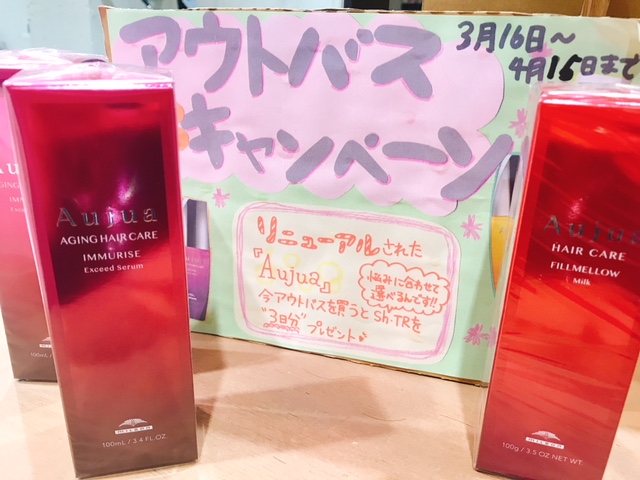 アウトバス
キャンペーン
3月16日～
4月15日まで
リニューアルされた
『Aujua』
悩みに合わせて
選べるんです!!
今アウトバスを買うとSh・TRを
"3日分"プレゼント♪
Aujua
AGING HAIR CARE
IMMURISE
Exceed Serum
milbon
100mL / 3.4 FL.OZ
Aujua
HAIR CARE
FILLMELLOW
Milk
milbon
100g / 3.5 OZ NET WT.